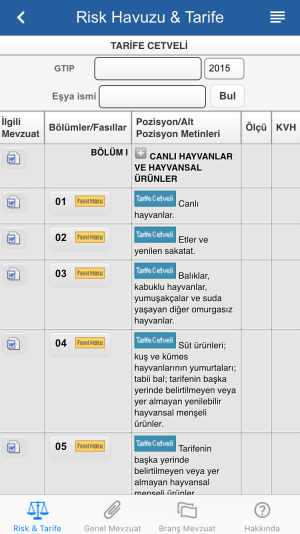 Risk Havuzu & Tarife
TARİFE CETVELİ
GTIP
2015
Eşya ismi
Bul
İlgili Mevzuat
Bölümler/Fasıllar
Pozisyon/Alt Pozisyon Metinleri
Ölçü
KVH
BÖLÜM I
CANLI HAYVANLAR
VE HAYVANSAL
ÜRÜNLER
01 Fasıl Notu
Tarife Cetveli Canlı
hayvanlar.
02 Fasıl Notu
Tarife Cetveli Etler ve
yenilen sakatat.
03 Fasıl Notu
Tarife Cetveli Balıklar,
kabuklu hayvanlar,
yumuşakçalar ve suda
yaşayan diğer omurgasız
hayvanlar.
04 Fasıl Notu
Tarife Cetveli Süt ürünleri;
kuş ve kümes
hayvanlarının yumurtaları;
tabii bal; tarifenin başka
yerinde belirtilmeyen veya
yer almayan yenilebilir
hayvansal menşeli
ürünler.
05 Fasıl Notu
Tarife Cetveli Tarifenin
başka yerinde
belirtilmeyen veya yer
almayan hayvansal
menşeli ürünler
Risk & Tarife
Genel Mevzuat
Branş Mevzuat
Hakkında